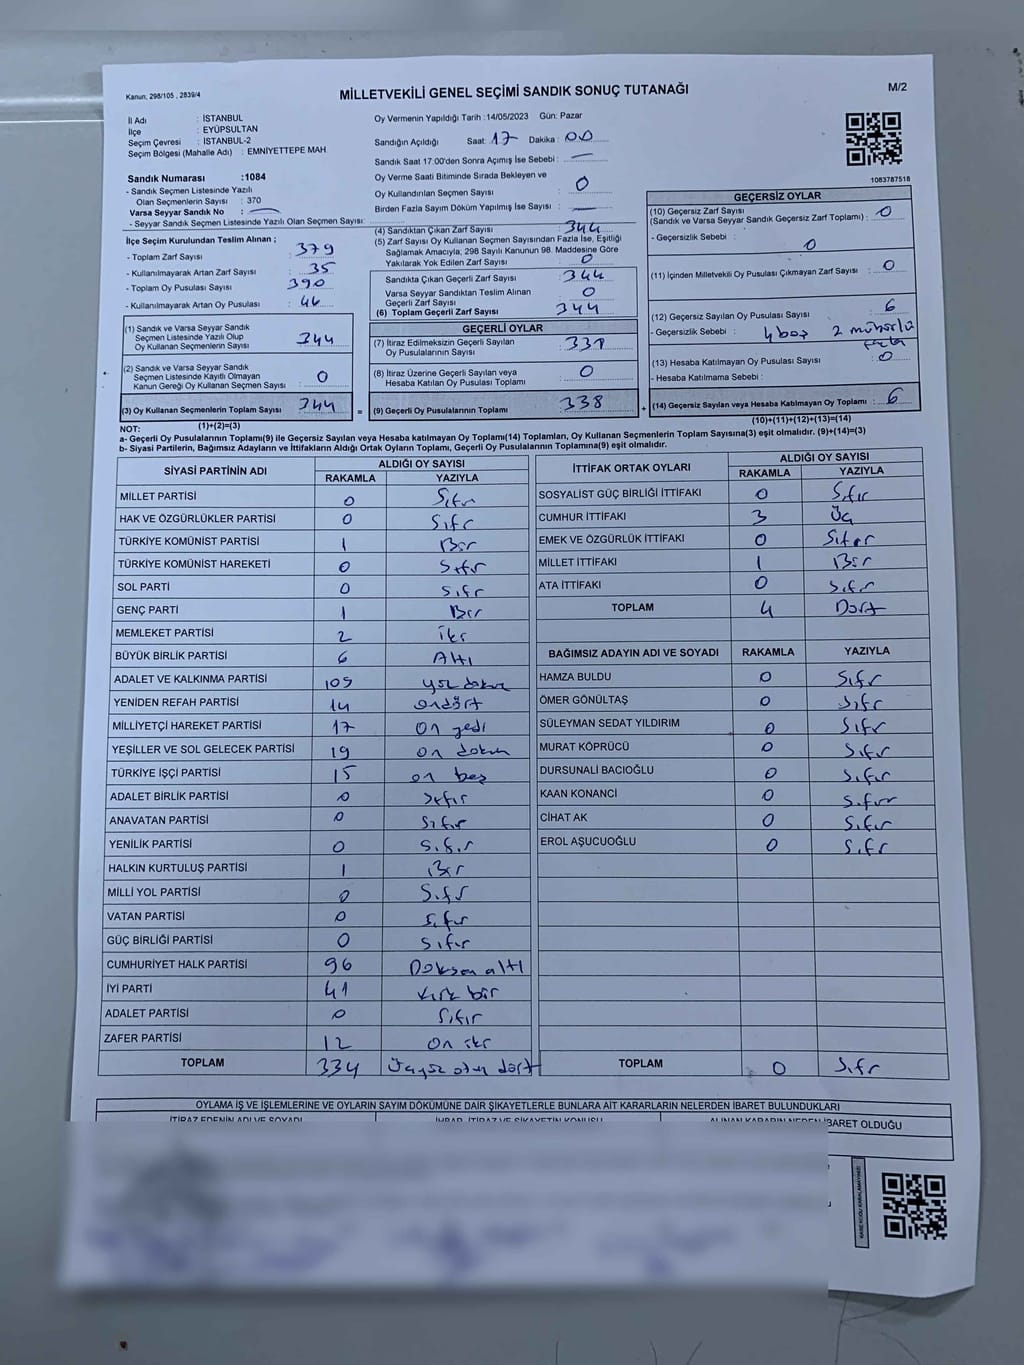 Kanun, 298/105 , 2839/4
MİLLETVEKİLİ GENEL SEÇİMİ SANDIK SONUÇ TUTANAĞI
M/2
İl Adı : İSTANBUL
İlçe : EYÜPSULTAN
Seçim Çevresi : İSTANBUL-2
Seçim Bölgesi (Mahalle Adı) : EMNİYETTEPE MAH
Sandık Numarası :1084
- Sandık Seçmen Listesinde Yazılı
Olan Seçmenlerin Sayısı : 370
Varsa Seyyar Sandık No : —
- Seyyar Sandık Seçmen Listesinde Yazılı Olan Seçmen Sayısı:
Oy Vermenin Yapıldığı Tarih :14/05/2023 Gün: Pazar
Sandığın Açıldığı Saat: 17 Dakika : 00
Sandık Saat 17:00'den Sonra Açımış İse Sebebi : —
Oy Verme Saati Bitiminde Sırada Bekleyen ve
Oy Kullandırılan Seçmen Sayısı : 0
Birden Fazla Sayım Döküm Yapılmış İse Sayısı : —
1083787518
İlçe Seçim Kurulundan Teslim Alınan ;
- Toplam Zarf Sayısı : 379
- Kullanılmayarak Artan Zarf Sayısı : 35
- Toplam Oy Pusulası Sayısı : 390
- Kullanılmayarak Artan Oy Pusulası : 46
(1) Sandık ve Varsa Seyyar Sandık
Seçmen Listesinde Yazılı Olup
Oy Kullanan Seçmenlerin Sayısı : 344
(2) Sandık ve Varsa Seyyar Sandık
Seçmen Listesinde Kayıtlı Olmayan
Kanun Gereği Oy Kullanan Seçmen Sayısı : 0
(3) Oy Kullanan Seçmenlerin Toplam Sayısı : 344
(1)+(2)=(3)
=
(4) Sandıktan Çıkan Zarf Sayısı : 344
(5) Zarf Sayısı Oy Kullanan Seçmen Sayısından Fazla İse, Eşitliği
Sağlamak Amacıyla, 298 Sayılı Kanunun 98. Maddesine Göre
Yakılarak Yok Edilen Zarf Sayısı : 0
Sandıkta Çıkan Geçerli Zarf Sayısı : 344
Varsa Seyyar Sandıktan Teslim Alınan
Geçerli Zarf Sayısı : 0
(6) Toplam Geçerli Zarf Sayısı : 344
GEÇERLİ OYLAR
(7) İtiraz Edilmeksizin Geçerli Sayılan
Oy Pusulalarının Sayısı :
(8) İtiraz Üzerine Geçerli Sayılan veya
Hesaba Katılan Oy Pusulası Toplamı : 0
(9) Geçerli Oy Pusulalarının Toplamı : 338
+
GEÇERSİZ OYLAR
(10) Geçersiz Zarf Sayısı : 0
(Sandık ve Varsa Seyyar Sandık Geçersiz Zarf Toplamı)
- Geçersizlik Sebebi : 0
(11) İçinden Milletvekili Oy Pusulası Çıkmayan Zarf Sayısı : 0
(12) Geçersiz Sayılan Oy Pusulası Sayısı : 6
- Geçersizlik Sebebi : 4 boş 2 mühürlü
fazla
(13) Hesaba Katılmayan Oy Pusulası Sayısı : 0
- Hesaba Katılmama Sebebi :
(14) Geçersiz Sayılan veya Hesaba Katılmayan Oy Toplamı : 6
(10)+(11)+(12)+(13)=(14)
NOT:
a- Geçerli Oy Pusulalarının Toplamı(9) ile Geçersiz Sayılan veya Hesaba katılmayan Oy Toplamı(14) Toplamları, Oy Kullanan Seçmenlerin Toplam Sayısına(3) eşit olmalıdır. (9)+(14)=(3)
b- Siyasi Partilerin, Bağımsız Adayların ve İttifakların Aldığı Ortak Oyların Toplamı, Geçerli Oy Pusulalarının Toplamına(9) eşit olmalıdır.
SİYASİ PARTİNİN ADI ALDIĞI OY SAYISI
RAKAMLA YAZIYLA
MİLLET PARTİSİ 0 Sıfır
HAK VE ÖZGÜRLÜKLER PARTİSİ 0 Sıfır
TÜRKİYE KOMÜNİST PARTİSİ 1 Bir
TÜRKİYE KOMÜNİST HAREKETİ 0 Sıfır
SOL PARTİ 0 Sıfır
GENÇ PARTİ 1 Bir
MEMLEKET PARTİSİ 2 İki
BÜYÜK BİRLİK PARTİSİ 6 Altı
ADALET VE KALKINMA PARTİSİ 109 yüz dokuz
YENİDEN REFAH PARTİSİ 14 ondört
MİLLİYETÇİ HAREKET PARTİSİ 17 on yedi
YEŞİLLER VE SOL GELECEK PARTİSİ 19 on dokuz
TÜRKİYE İŞÇİ PARTİSİ 15 on beş
ADALET BİRLİK PARTİSİ 0 Sıfır
ANAVATAN PARTİSİ 0 Sıfır
YENİLİK PARTİSİ 0 Sıfır
HALKIN KURTULUŞ PARTİSİ 1 Bir
MİLLİ YOL PARTİSİ 0 Sıfır
VATAN PARTİSİ 0 Sıfır
GÜÇ BİRLİĞİ PARTİSİ 0 Sıfır
CUMHURİYET HALK PARTİSİ 96 Doksan altı
İYİ PARTİ 41 kırk bir
ADALET PARTİSİ 0 Sıfır
ZAFER PARTİSİ 12 On iki
TOPLAM 334 Üçyüz otuz dört
İTTİFAK ORTAK OYLARI ALDIĞI OY SAYISI
RAKAMLA YAZIYLA
SOSYALİST GÜÇ BİRLİĞİ İTTİFAKI 0 Sıfır
CUMHUR İTTİFAKI 3 Üç
EMEK VE ÖZGÜRLÜK İTTİFAKI 0 Sıfır
MİLLET İTTİFAKI 1 Bir
ATA İTTİFAKI 0 Sıfır
TOPLAM 4 Dört
BAĞIMSIZ ADAYIN ADI VE SOYADI RAKAMLA YAZIYLA
HAMZA BULDU 0 Sıfır
ÖMER GÖNÜLTAŞ 0 Sıfır
SÜLEYMAN SEDAT YILDIRIM 0 Sıfır
MURAT KÖPRÜCÜ 0 Sıfır
DURSUNALİ BACIOĞLU 0 Sıfır
KAAN KONANCİ 0 Sıfır
CİHAT AK 0 Sıfır
EROL AŞUCUOĞLU 0 Sıfır
TOPLAM 0 Sıfır
OYLAMA İŞ VE İŞLEMLERİNE VE OYLARIN SAYIM DÖKÜMÜNE DAİR ŞİKAYETLERLE BUNLARA AİT KARARLARIN NELERDEN İBARET BULUNDUKLARI
İTİRAZ EDENİN ADI VE SOYADI İHBAR, İTİRAZ VE ŞİKAYETİN KONUSU ALINAN KARARIN NEDEN İBARET OLDUĞU